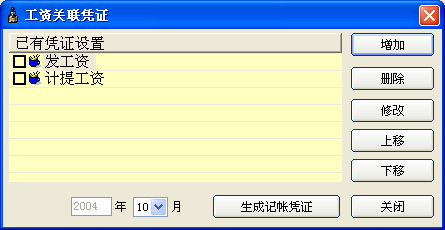 工资关联凭证
已有凭证设置
发工资
计提工资
增加
删除
修改
上移
下移
2004 年 10 月
生成记帐凭证
关闭